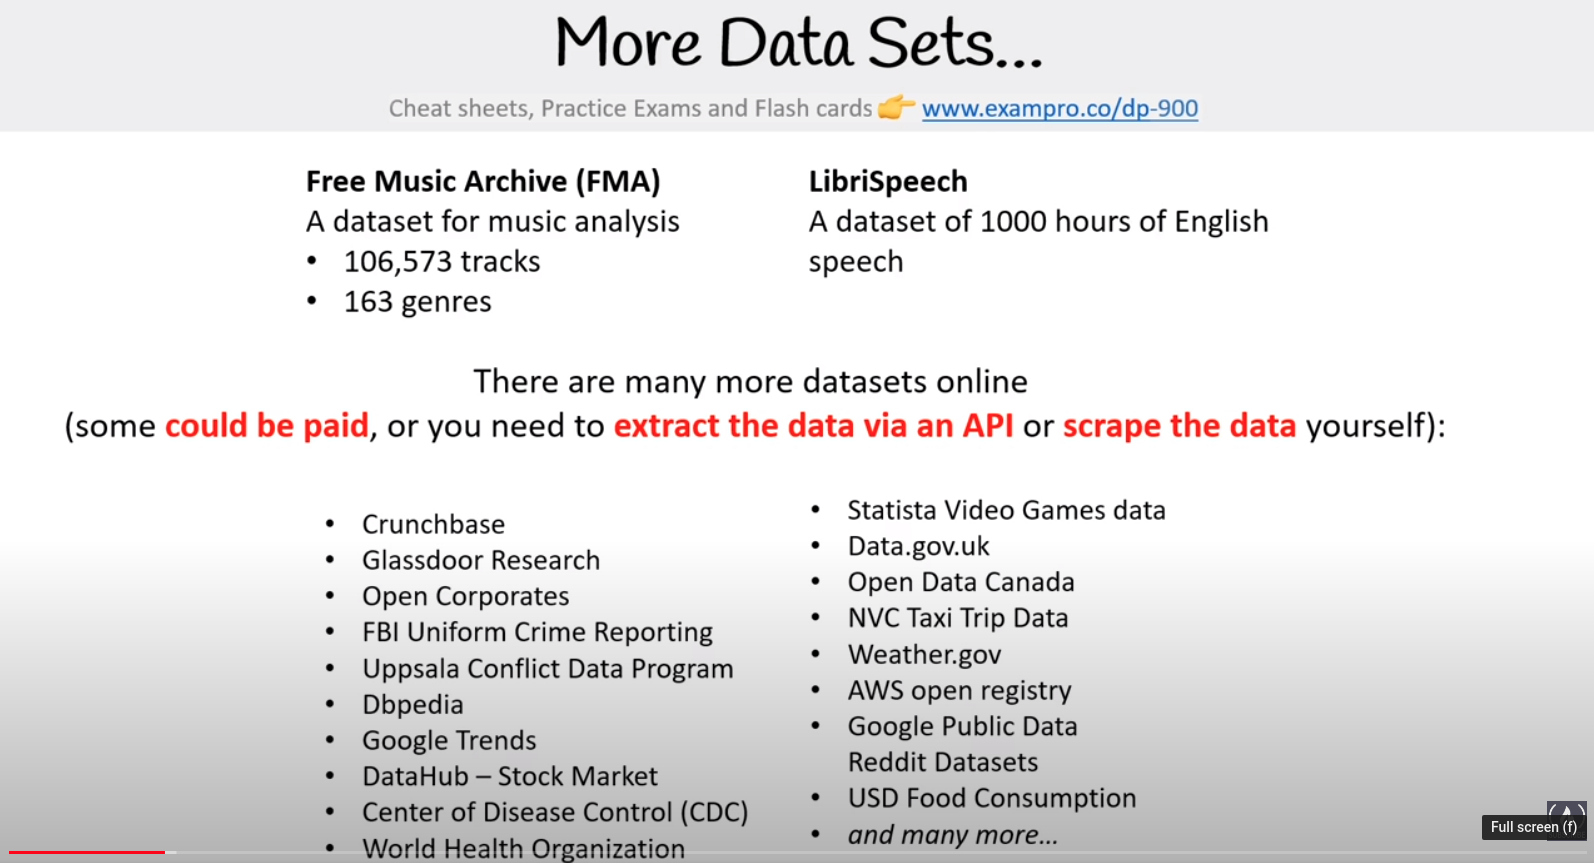 More Data Sets...
Cheat sheets, Practice Exams and Flash cards 👉 www.exampro.co/dp-900
Free Music Archive (FMA)
A dataset for music analysis
• 106,573 tracks
• 163 genres
LibriSpeech
A dataset of 1000 hours of English
speech
There are many more datasets online
(some could be paid, or you need to extract the data via an API or scrape the data yourself):
• Crunchbase
• Glassdoor Research
• Open Corporates
• FBI Uniform Crime Reporting
• Uppsala Conflict Data Program
• Dbpedia
• Google Trends
• DataHub – Stock Market
• Center of Disease Control (CDC)
• World Health Organization
• Statista Video Games data
• Data.gov.uk
• Open Data Canada
• NVC Taxi Trip Data
• Weather.gov
• AWS open registry
• Google Public Data
Reddit Datasets
• USD Food Consumption
• and many more...
Full screen (f)